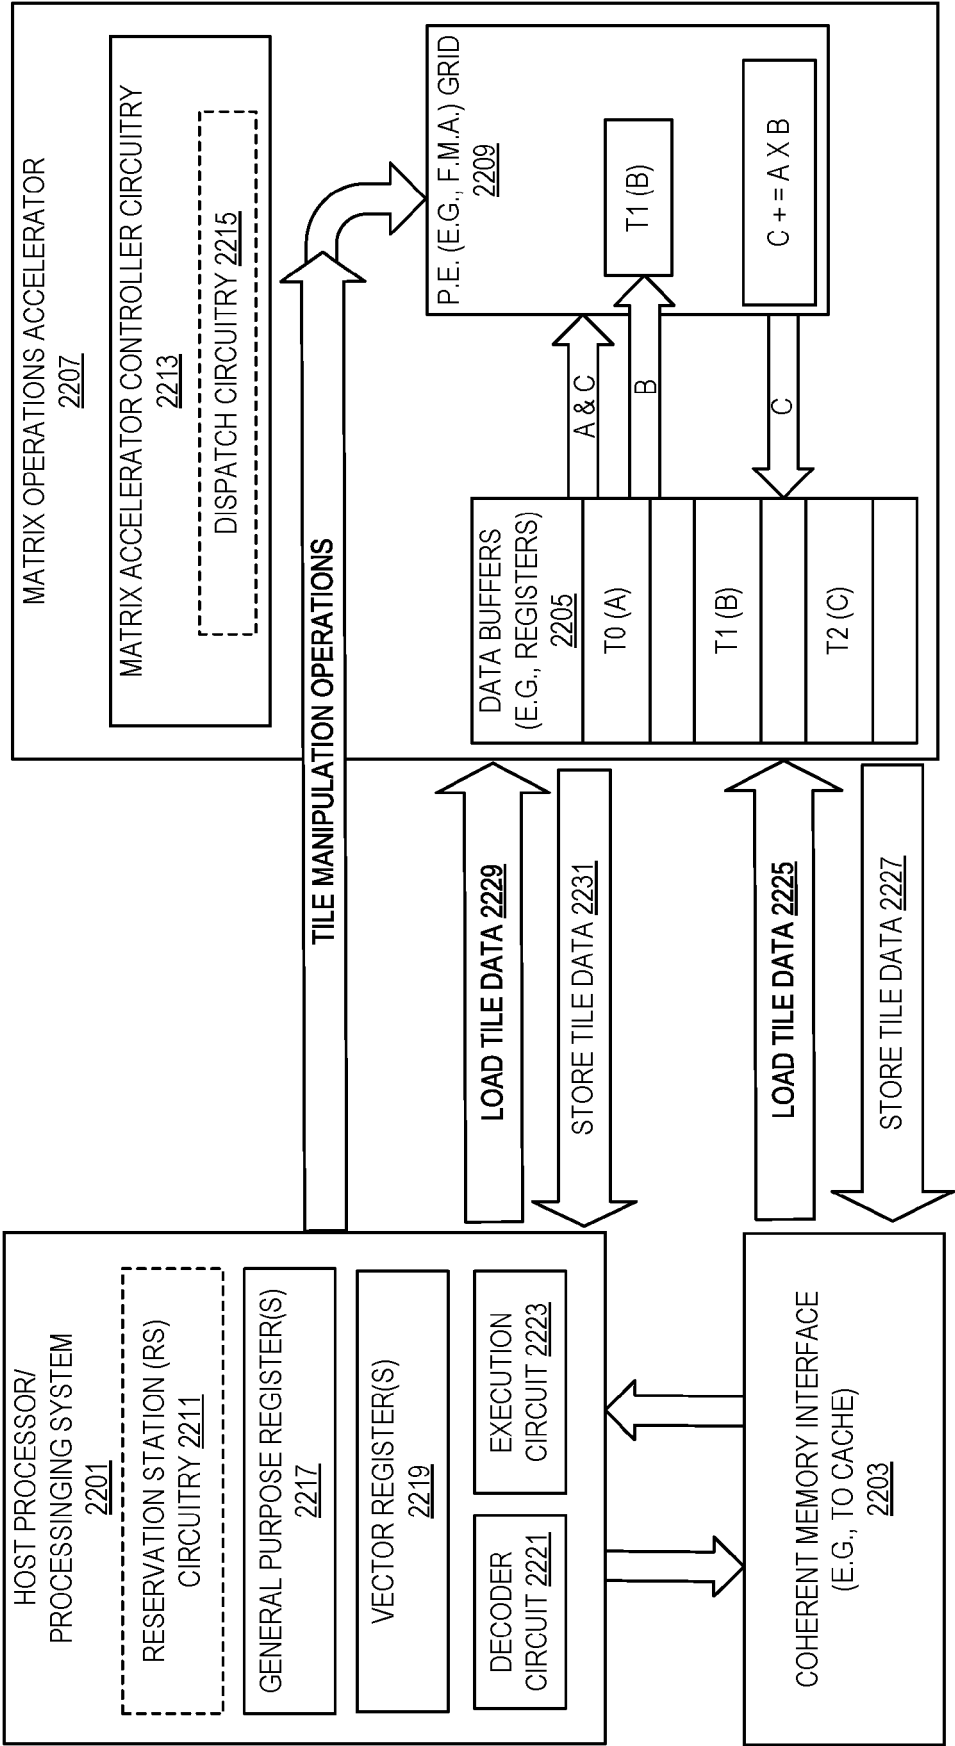 HOST PROCESSOR/
PROCESSINGING SYSTEM
2201
RESERVATION STATION (RS)
CIRCUITRY 2211
GENERAL PURPOSE REGISTER(S)
2217
VECTOR REGISTER(S)
2219
DECODER
CIRCUIT 2221
EXECUTION
CIRCUIT 2223
COHERENT MEMORY INTERFACE
(E.G., TO CACHE)
2203
TILE MANIPULATION OPERATIONS
LOAD TILE DATA 2229
STORE TILE DATA 2231
LOAD TILE DATA 2225
STORE TILE DATA 2227
MATRIX OPERATIONS ACCELERATOR
2207
MATRIX ACCELERATOR CONTROLLER CIRCUITRY
2213
DISPATCH CIRCUITRY 2215
DATA BUFFERS
(E.G., REGISTERS)
2205
T0 (A)
T1 (B)
T2 (C)
A & C
B
C
P.E. (E.G., F.M.A.) GRID
2209
T1 (B)
C + = A X B